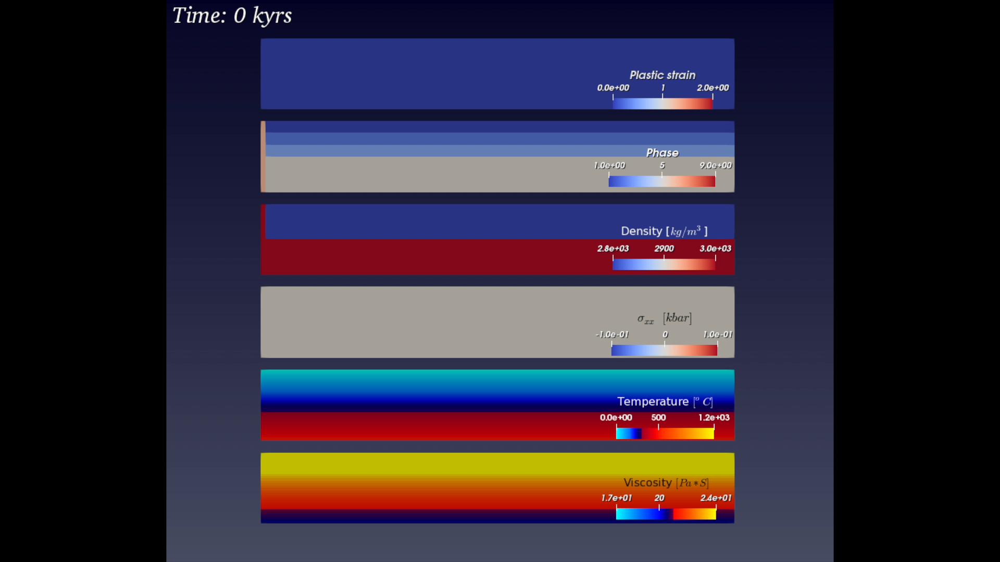 Time: 0 kyrs
Plastic strain
0.0e+00 1 2.0e+00
Phase
1.0e+00 5 9.0e+00
Density [kg/m³]
2.8e+03 2900 3.0e+03
σxx [kbar]
-1.0e-01 0 1.0e-01
Temperature [° C]
0.0e+00 500 1.2e+03
Viscosity [Pa∗S]
1.7e+01 20 2.4e+01